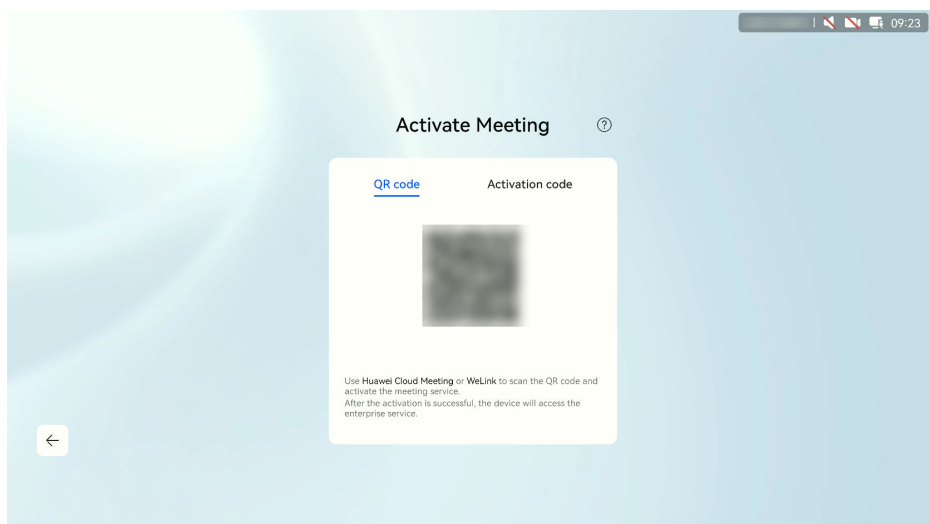 09:23
Activate Meeting
QR code Activation code
Use Huawei Cloud Meeting or WeLink to scan the QR code and
activate the meeting service.
After the activation is successful, the device will access the
enterprise service.